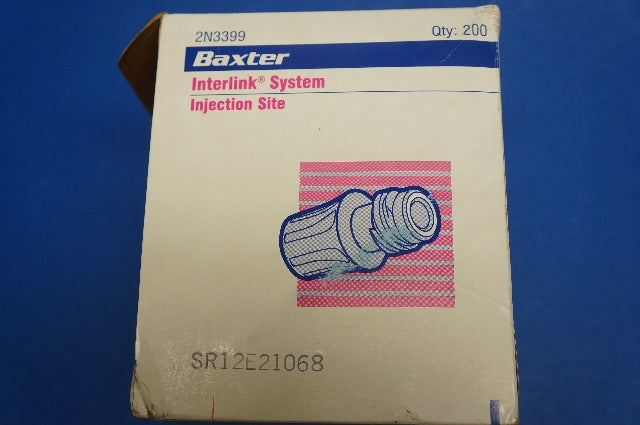 2N3399
Qty: 200
Baxter
Interlink® System
Injection Site
SR12E21068